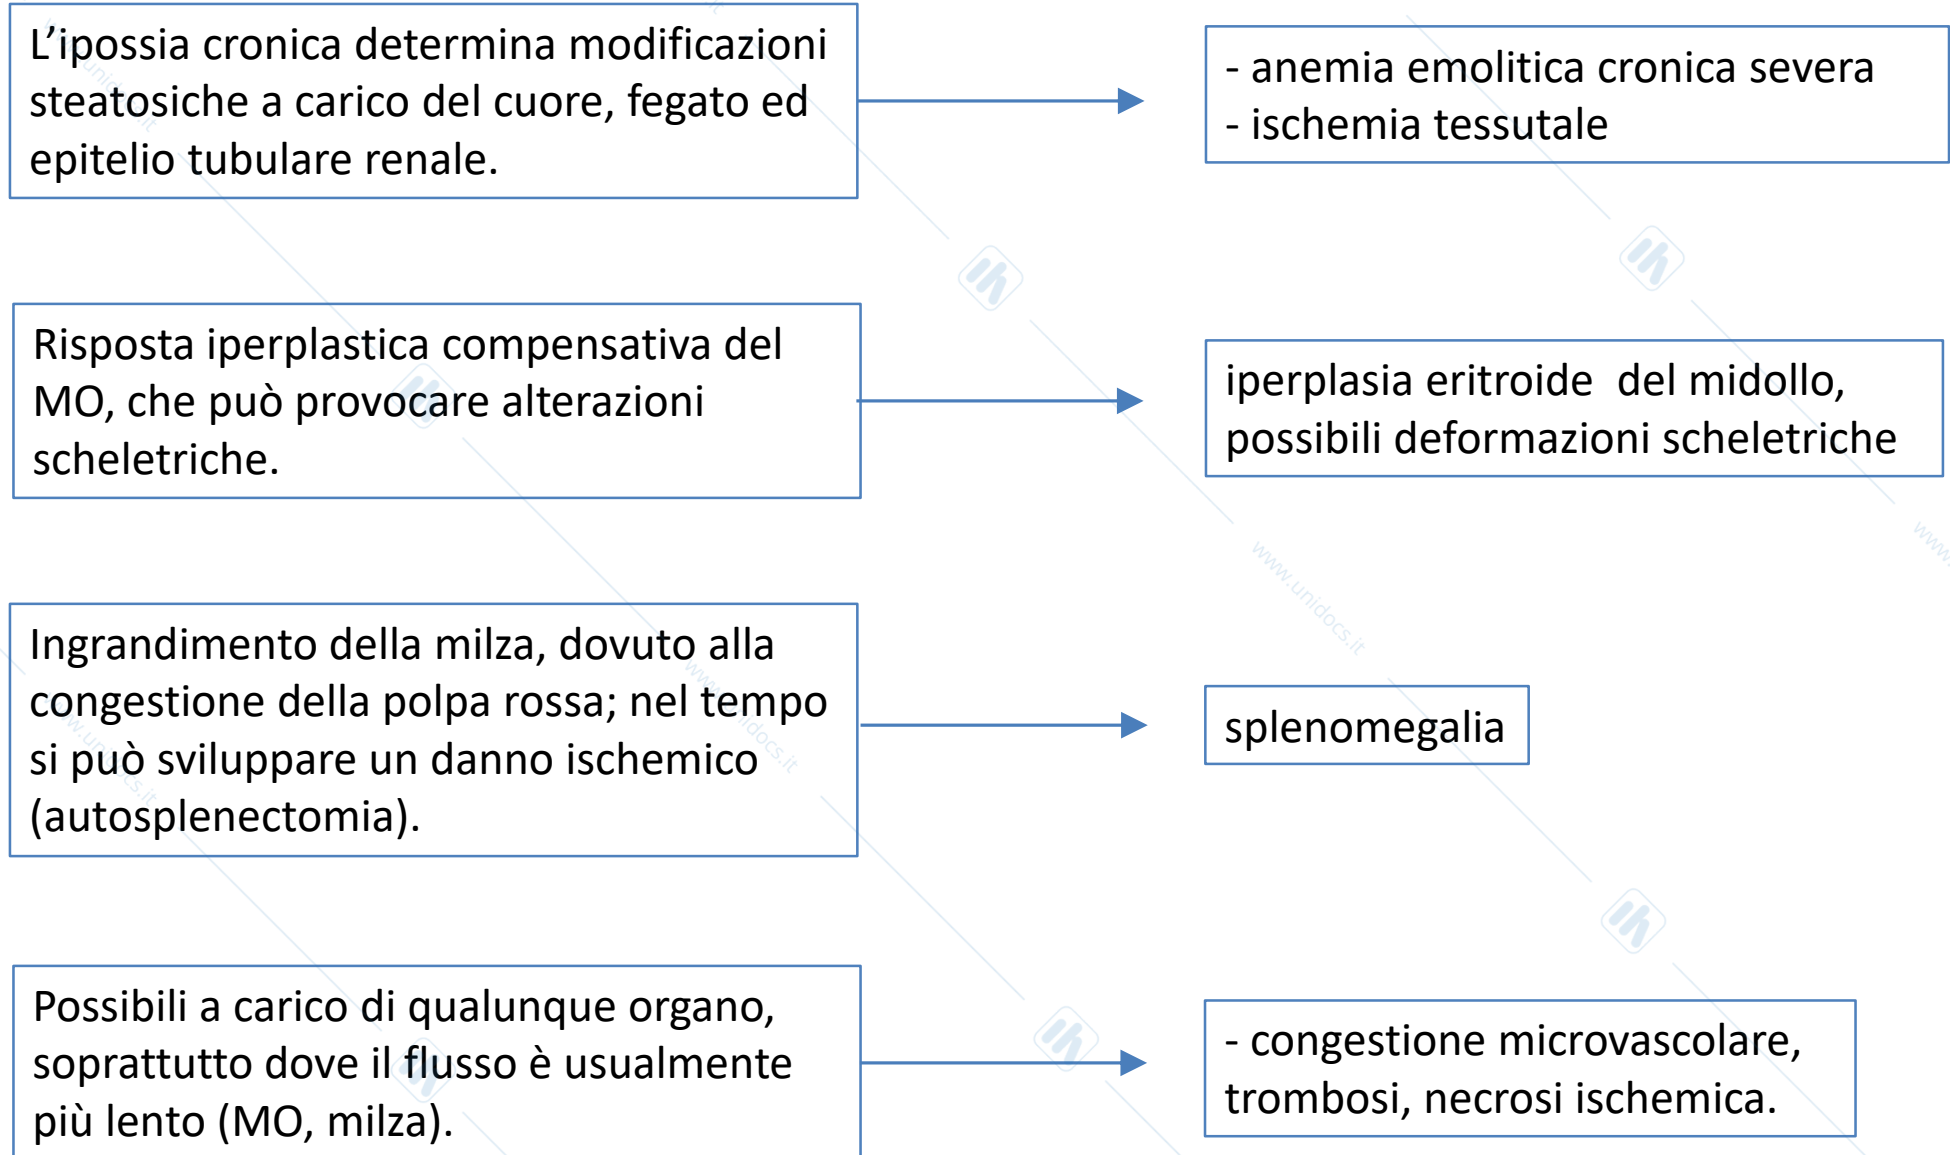 L’ipossia cronica determina modificazioni
steatosiche a carico del cuore, fegato ed
epitelio tubulare renale.
- anemia emolitica cronica severa
- ischemia tessutale
Risposta iperplastica compensativa del
MO, che può provocare alterazioni
scheletriche.
iperplasia eritroide  del midollo,
possibili deformazioni scheletriche
Ingrandimento della milza, dovuto alla
congestione della polpa rossa; nel tempo
si può sviluppare un danno ischemico
(autosplenectomia).
splenomegalia
Possibili a carico di qualunque organo,
soprattutto dove il flusso è usualmente
più lento (MO, milza).
- congestione microvascolare,
trombosi, necrosi ischemica.
www.unidocs.it